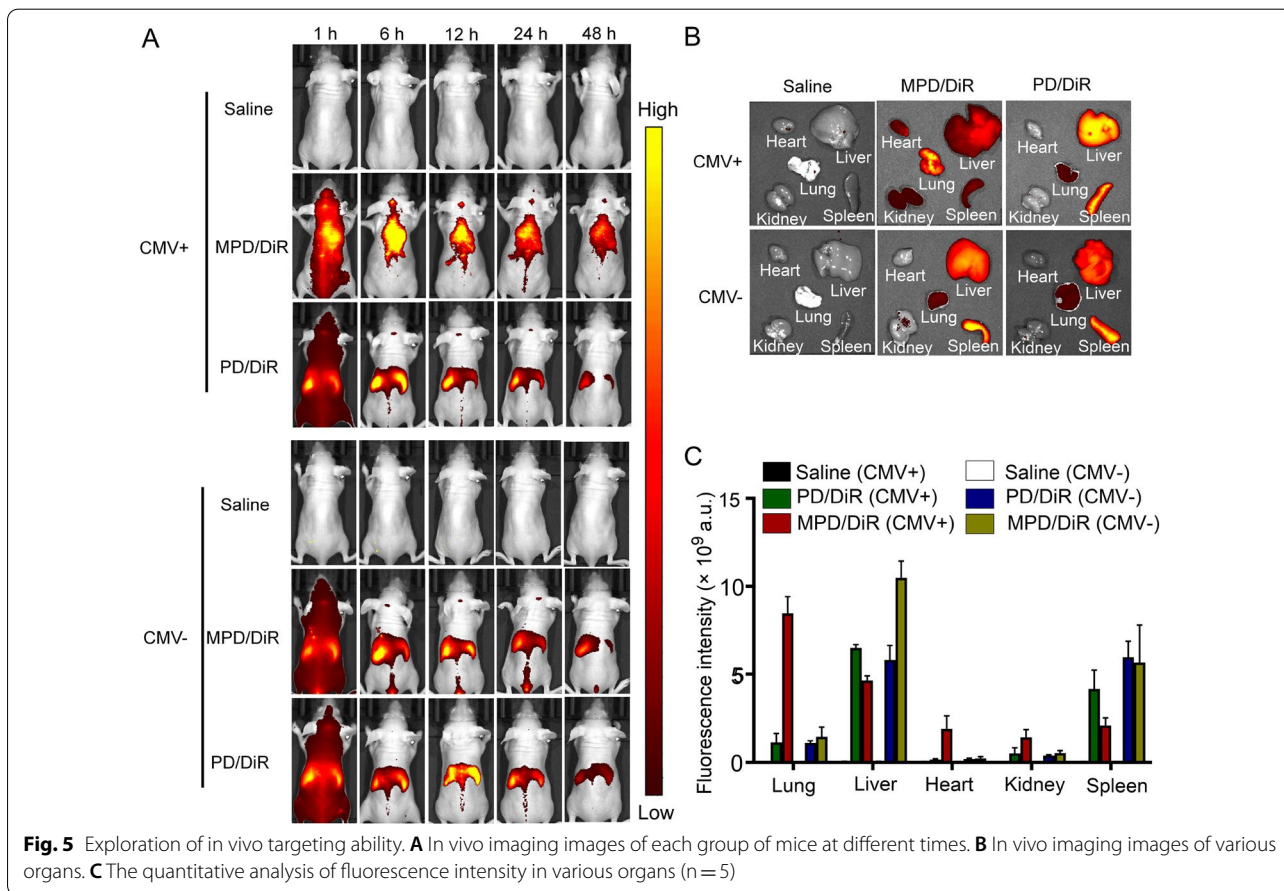 A
1 h 6 h 12 h 24 h 48 h
Saline
CMV+
MPD/DiR
PD/DiR
Saline
CMV-
MPD/DiR
PD/DiR
High
Low
B
Saline MPD/DiR PD/DiR
CMV+
Heart Liver Lung Kidney Spleen
Heart Liver Lung Kidney Spleen
Heart Liver Lung Kidney Spleen
CMV-
Heart Liver Lung Kidney Spleen
Heart Liver Lung Kidney Spleen
Heart Liver Lung Kidney Spleen
C
Saline (CMV+) Saline (CMV-)
PD/DiR (CMV+) PD/DiR (CMV-)
MPD/DiR (CMV+) MPD/DiR (CMV-)
Fluorescence intensity (× 10⁹ a.u.)
15
10
5
0
Lung Liver Heart Kidney Spleen
Fig. 5 Exploration of in vivo targeting ability. A In vivo imaging images of each group of mice at different times. B In vivo imaging images of various
organs. C The quantitative analysis of fluorescence intensity in various organs (n = 5)